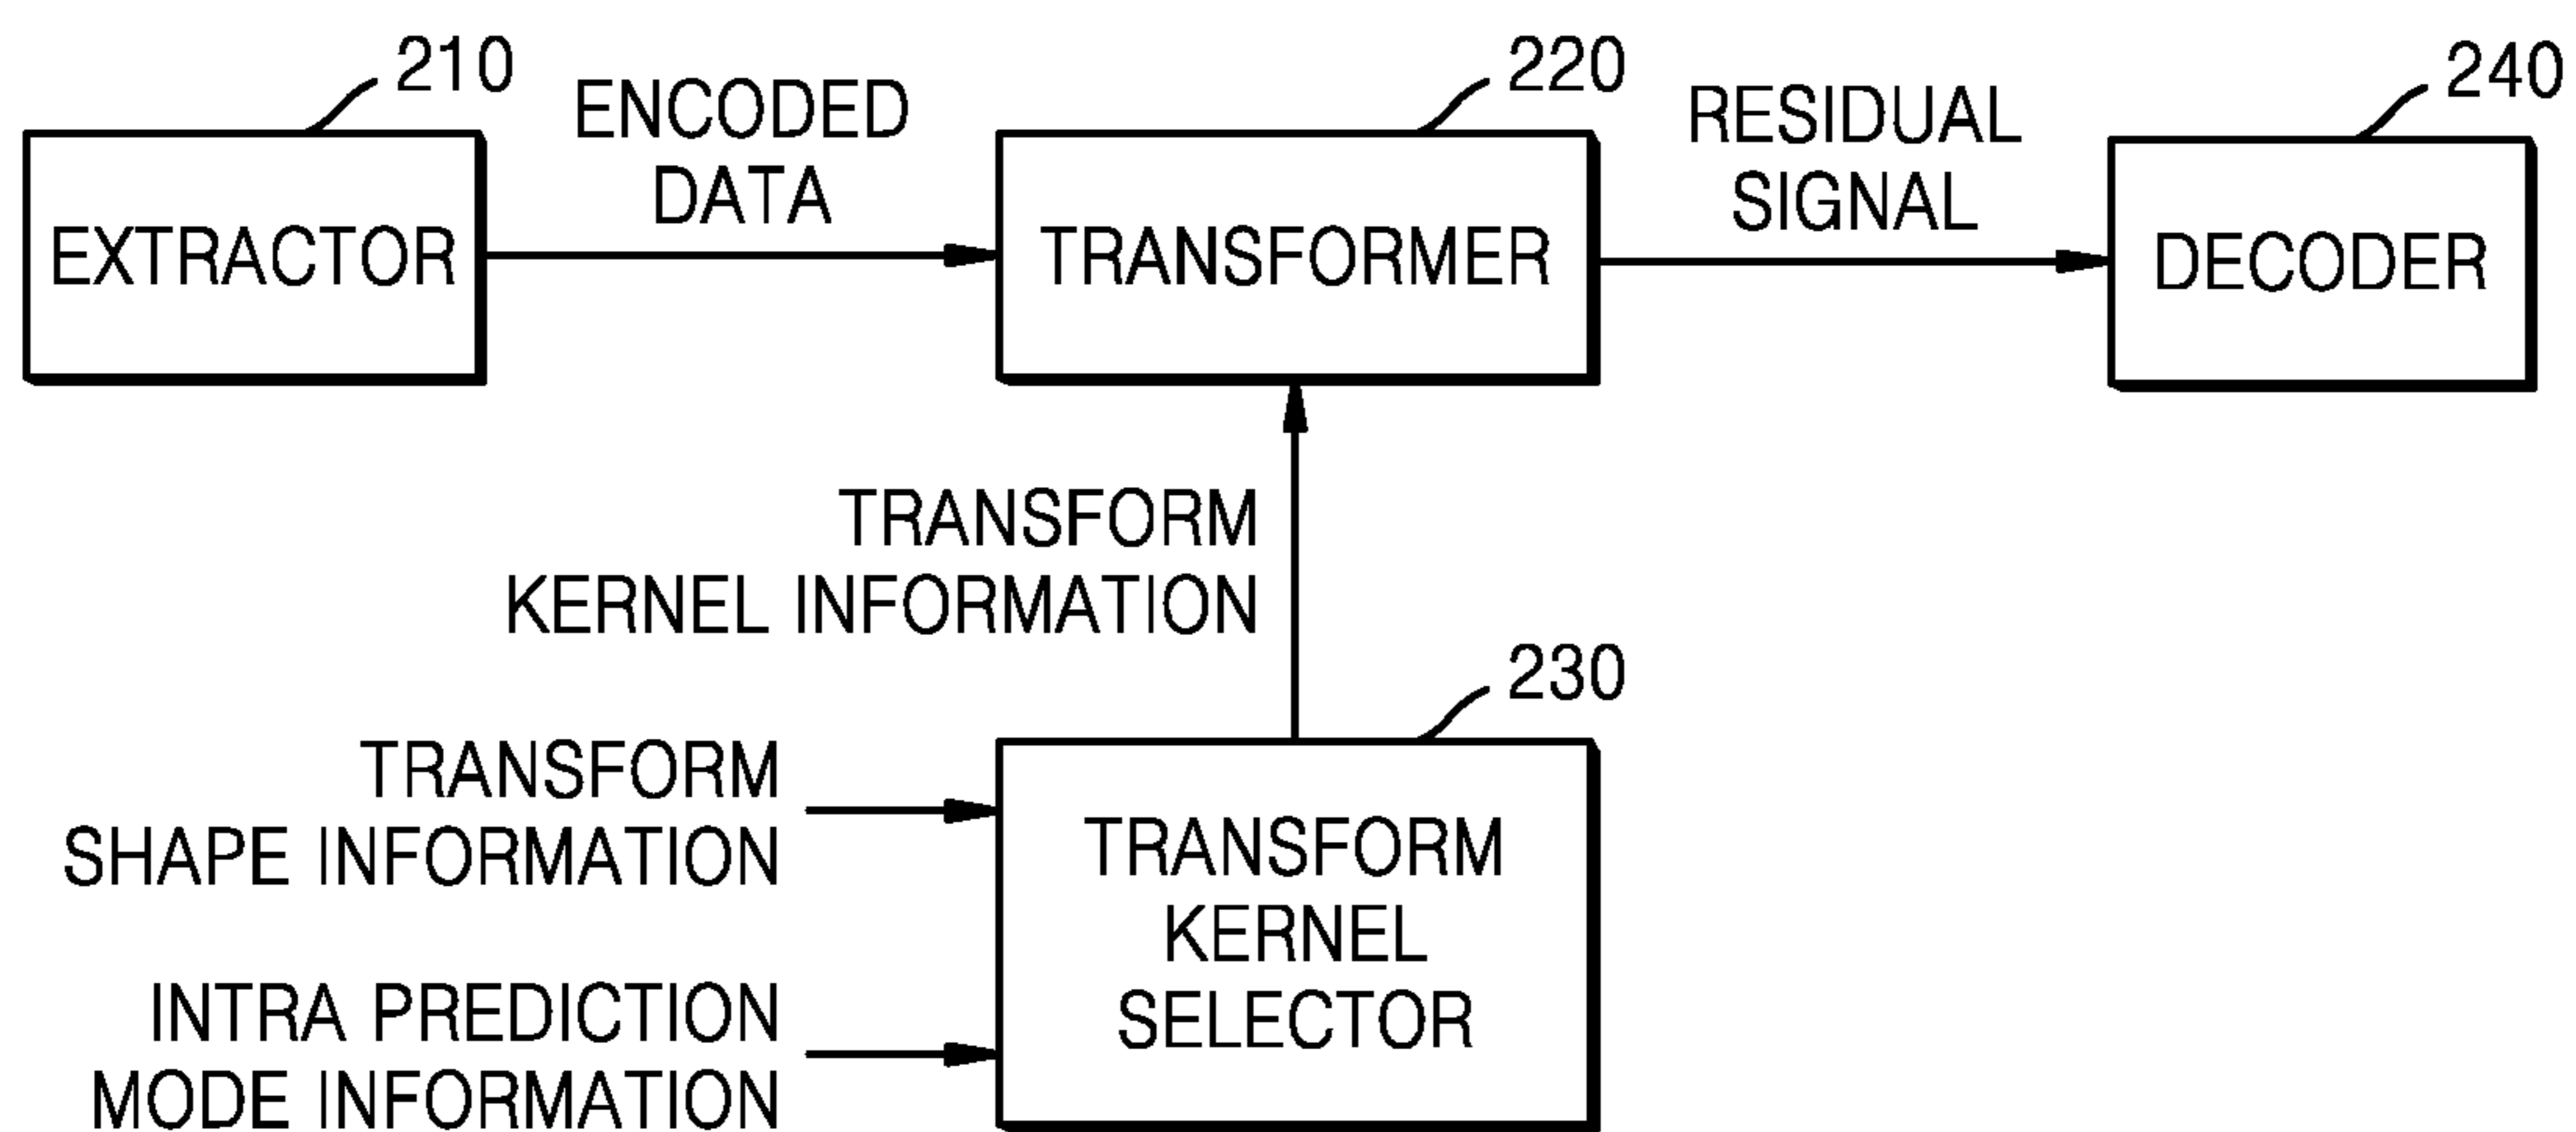 210
ENCODED
DATA
EXTRACTOR
220
TRANSFORMER
RESIDUAL
SIGNAL
240
DECODER
TRANSFORM
KERNEL INFORMATION
230
TRANSFORM
SHAPE INFORMATION
INTRA PREDICTION
MODE INFORMATION
TRANSFORM
KERNEL
SELECTOR